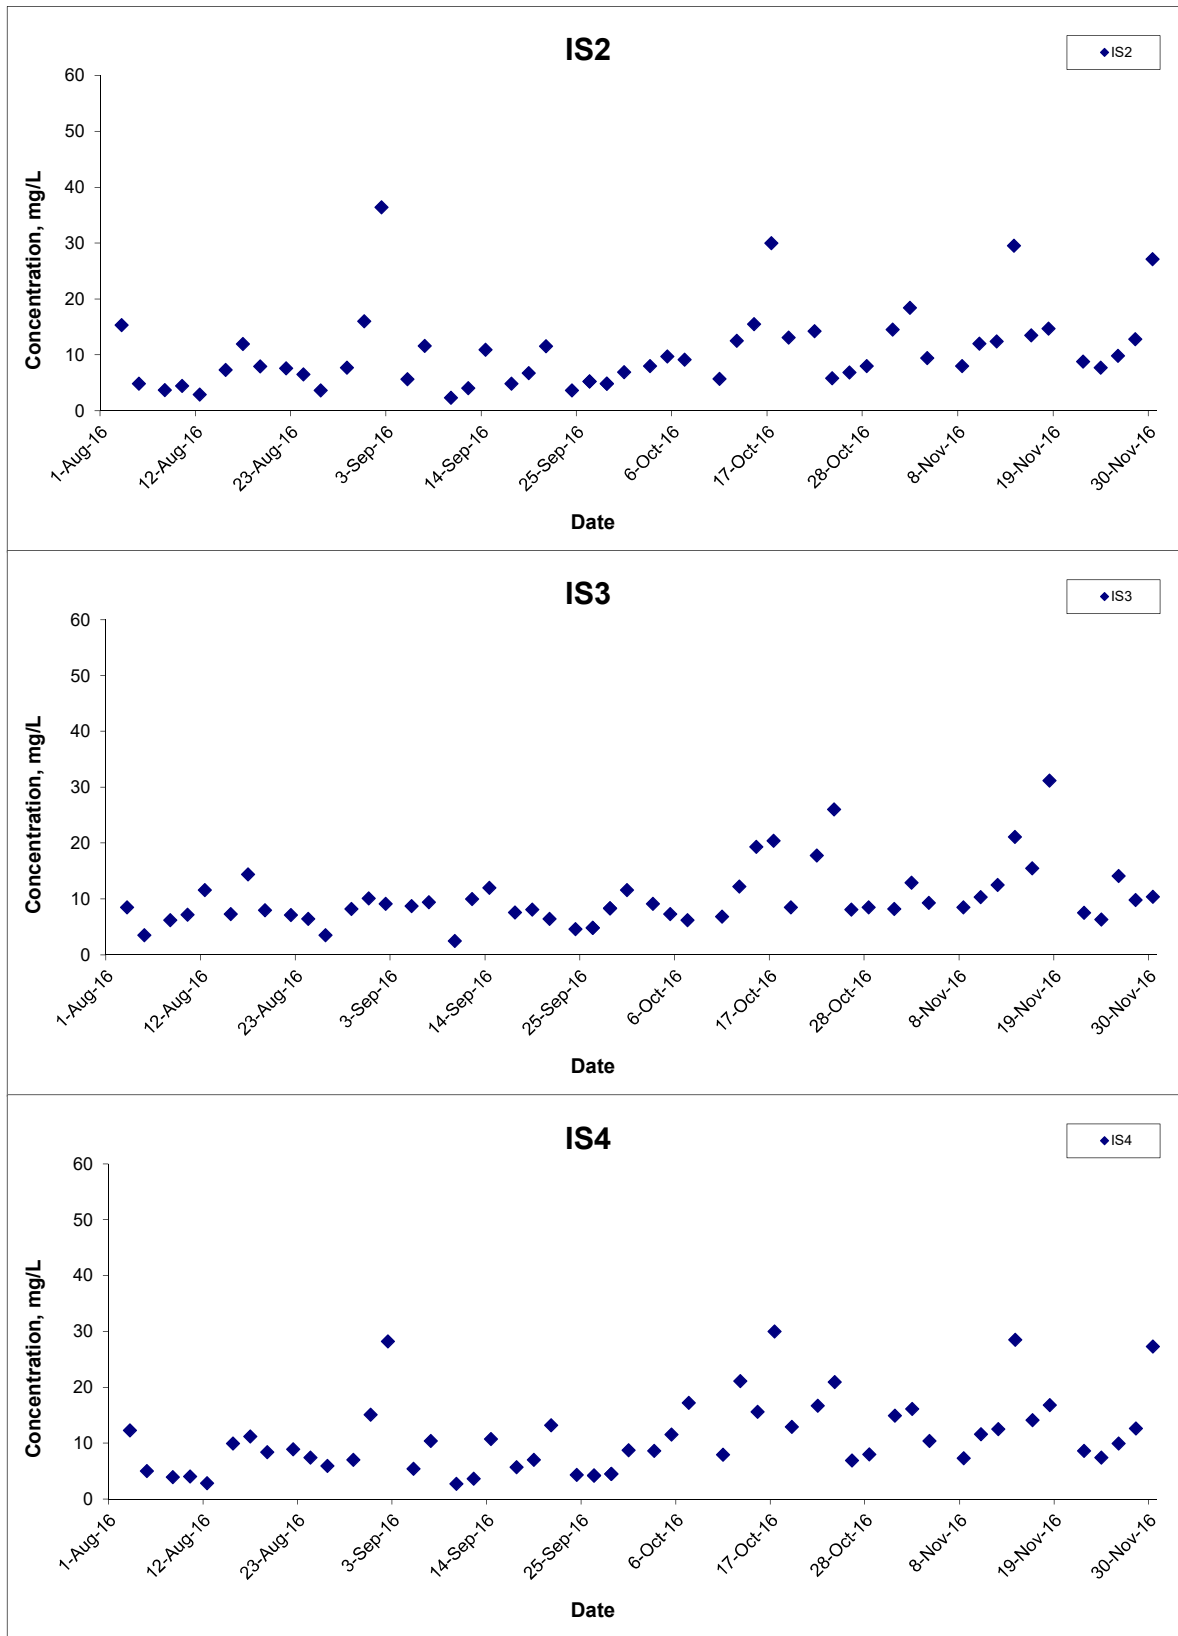 IS2
IS2
60
50
40
30
20
10
0
Concentration, mg/L
1-Aug-16
12-Aug-16
23-Aug-16
3-Sep-16
14-Sep-16
25-Sep-16
6-Oct-16
17-Oct-16
28-Oct-16
8-Nov-16
19-Nov-16
30-Nov-16
Date
IS3
IS3
60
50
40
30
20
10
0
Concentration, mg/L
1-Aug-16
12-Aug-16
23-Aug-16
3-Sep-16
14-Sep-16
25-Sep-16
6-Oct-16
17-Oct-16
28-Oct-16
8-Nov-16
19-Nov-16
30-Nov-16
Date
IS4
IS4
60
50
40
30
20
10
0
Concentration, mg/L
1-Aug-16
12-Aug-16
23-Aug-16
3-Sep-16
14-Sep-16
25-Sep-16
6-Oct-16
17-Oct-16
28-Oct-16
8-Nov-16
19-Nov-16
30-Nov-16
Date